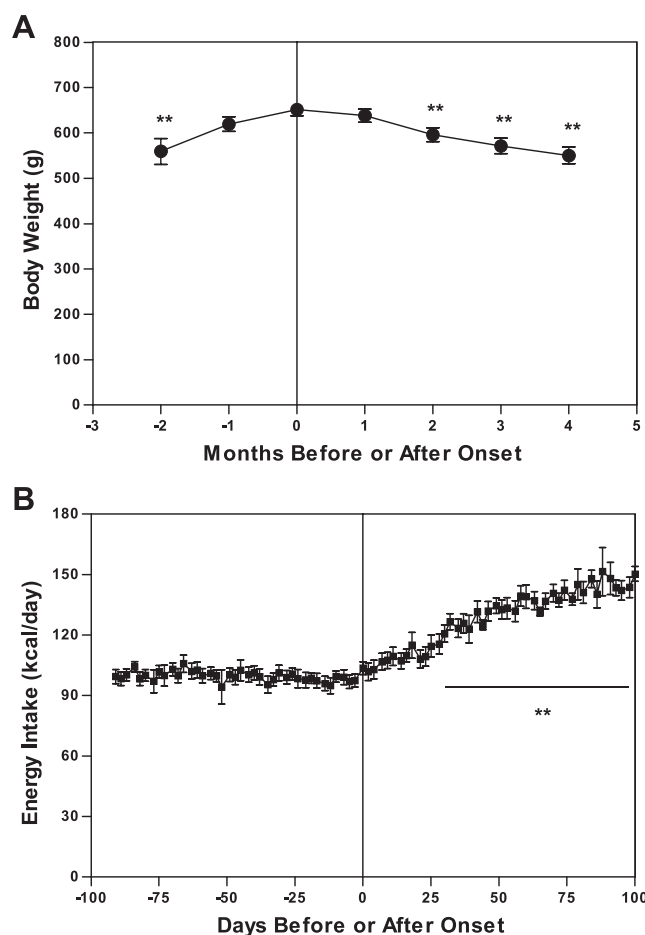 A
800
700
600
500
400
300
200
100
0
Body Weight (g)
** ** ** **
-3 -2 -1 0 1 2 3 4 5
Months Before or After Onset
B
180
150
120
90
60
30
0
Energy Intake (kcal/day)
**
-100 -75 -50 -25 0 25 50 75 100
Days Before or After Onset